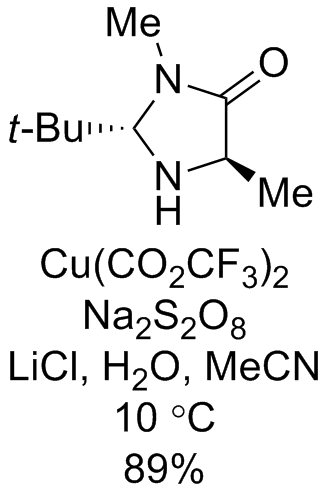 Me
N
O
t-Bu
N
H
Me
Cu(CO₂CF₃)₂
Na₂S₂O₈
LiCl, H₂O, MeCN
10 °C
89%